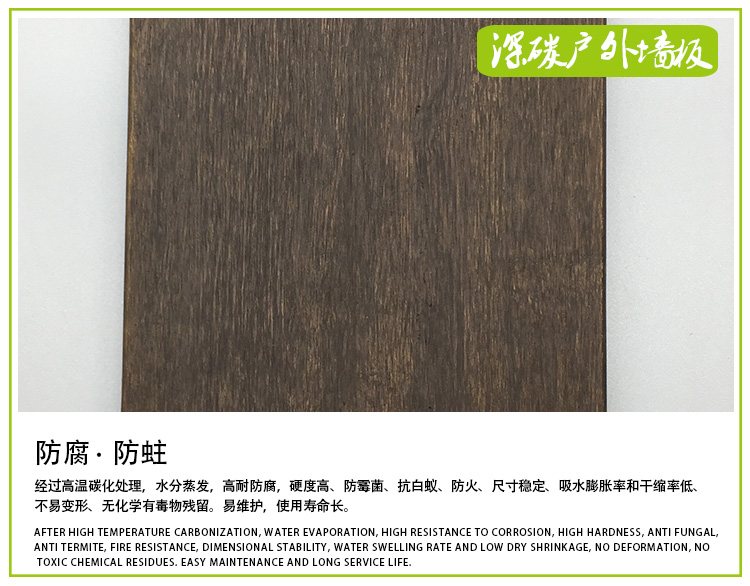 深碳户外墙板
防腐·防蛀
经过高温碳化处理，水分蒸发，高耐防腐，硬度高、防霉菌、抗白蚁、防火、尺寸稳定、吸水膨胀率和干缩率低、
不易变形、无化学有毒物残留。易维护，使用寿命长。
AFTER HIGH TEMPERATURE CARBONIZATION, WATER EVAPORATION, HIGH RESISTANCE TO CORROSION, HIGH HARDNESS, ANTI FUNGAL,
ANTI TERMITE, FIRE RESISTANCE, DIMENSIONAL STABILITY, WATER SWELLING RATE AND LOW DRY SHRINKAGE, NO DEFORMATION, NO
TOXIC CHEMICAL RESIDUES. EASY MAINTENANCE AND LONG SERVICE LIFE.